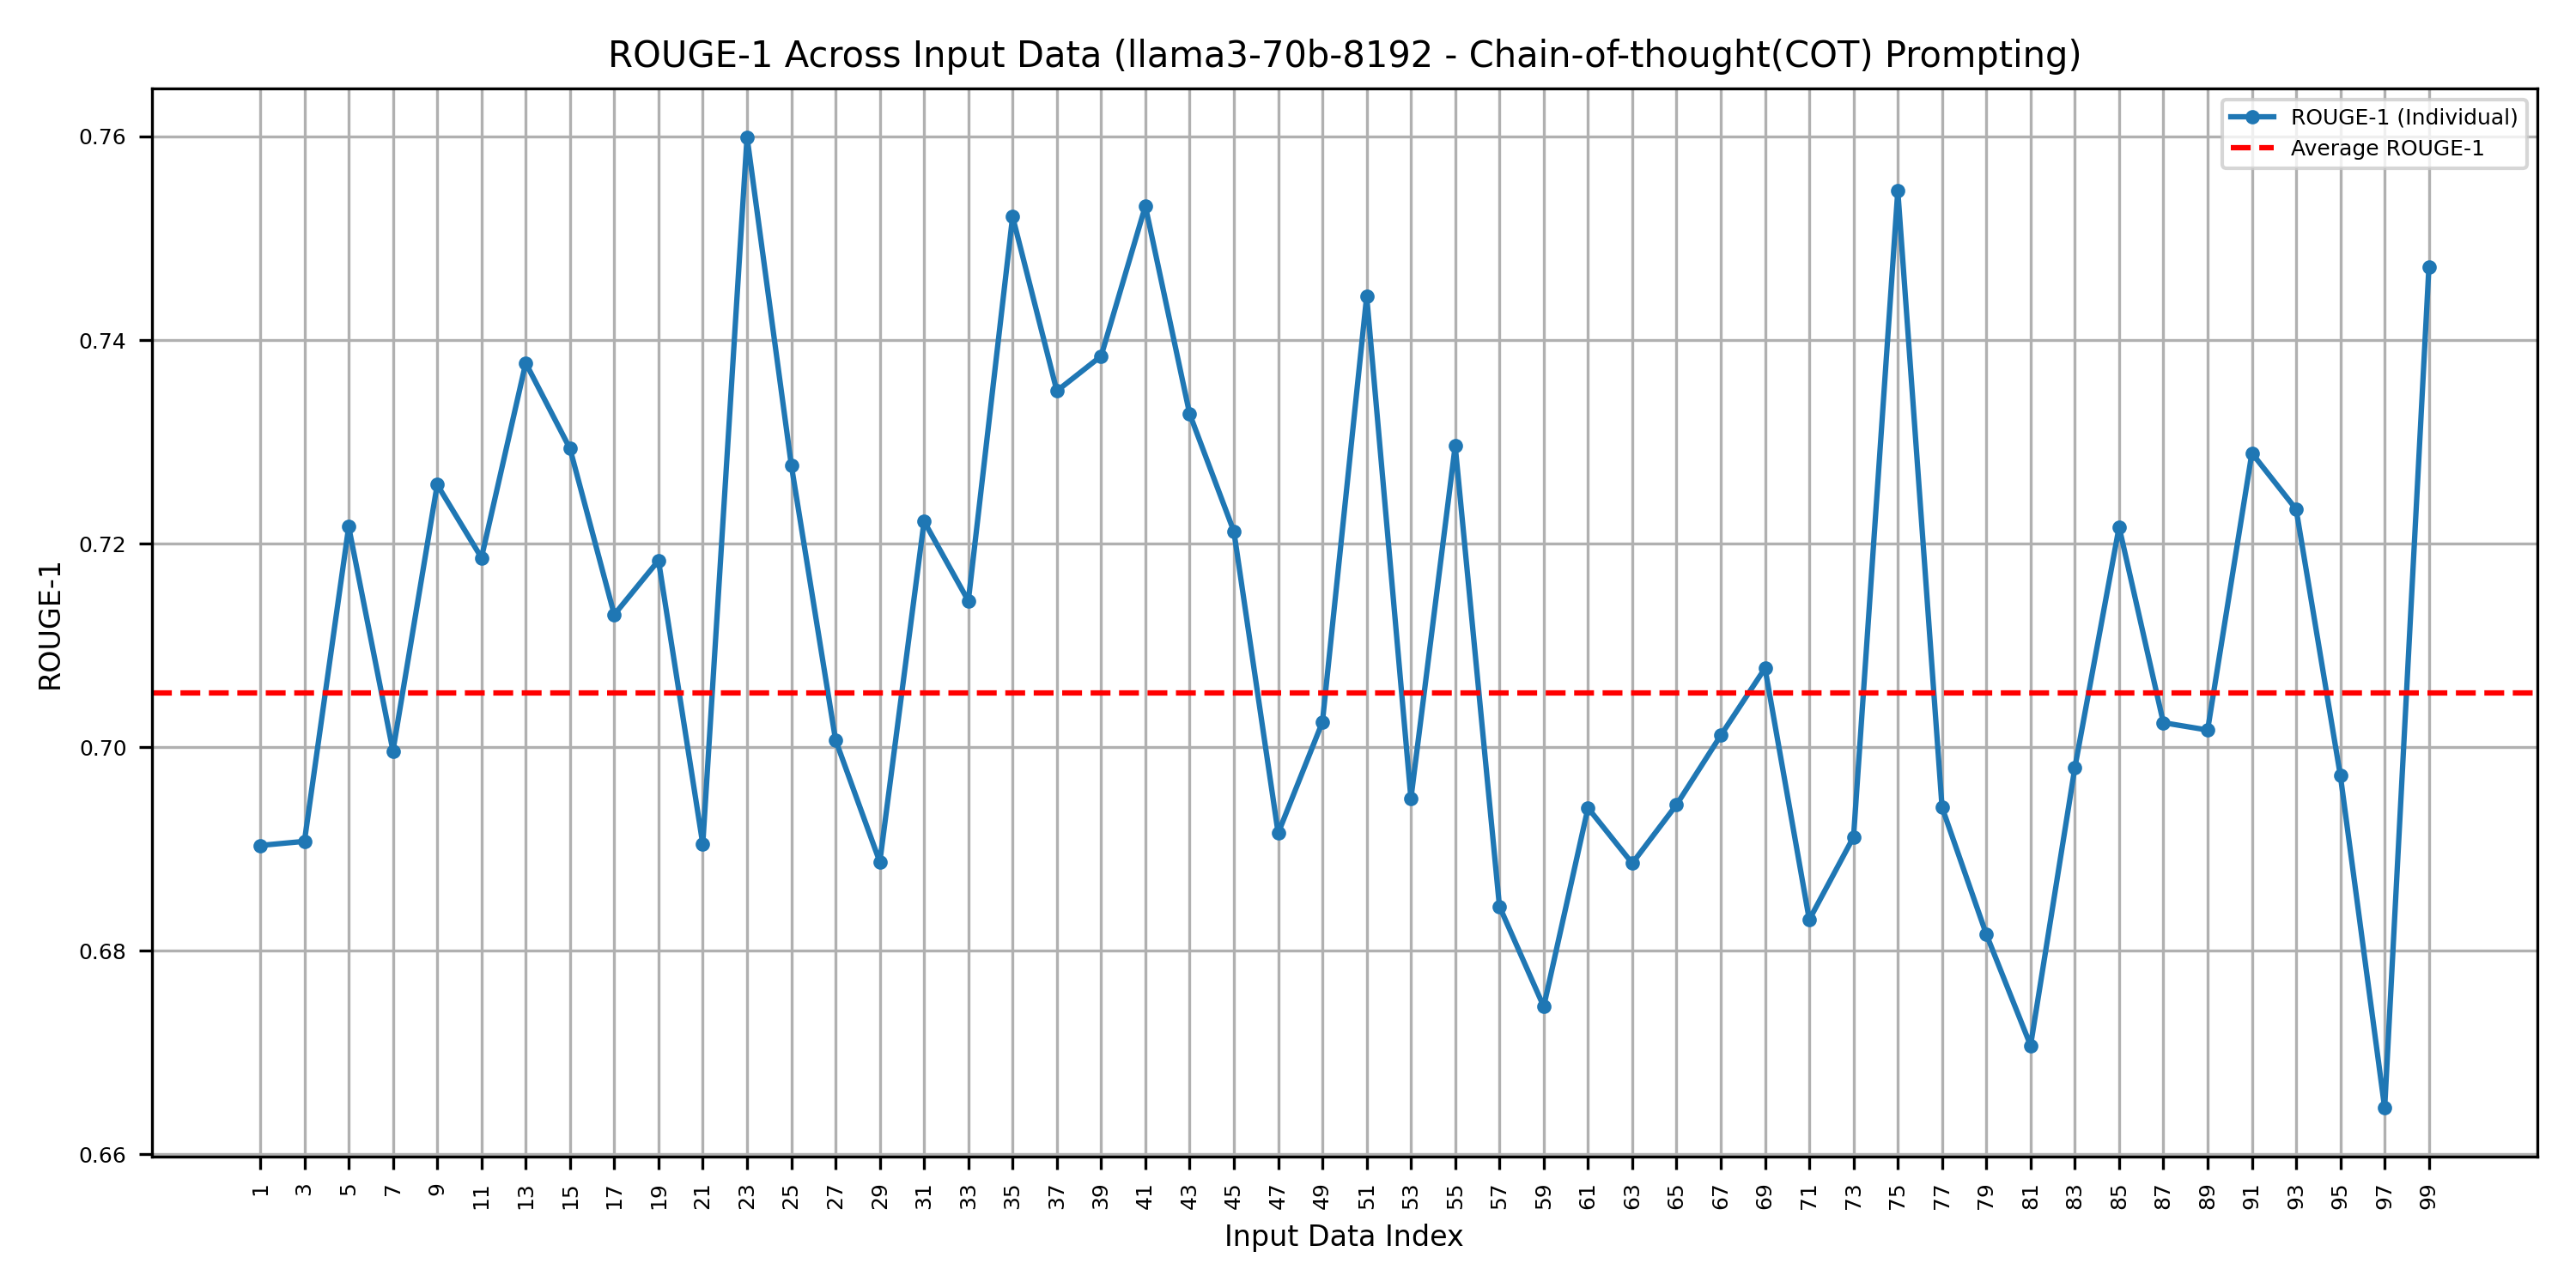 ROUGE-1 Across Input Data (llama3-70b-8192 - Chain-of-thought(COT) Prompting)
ROUGE-1 (Individual)
Average ROUGE-1
0.76
0.74
0.72
0.70
0.68
0.66
ROUGE-1
1 3 5 7 9 11 13 15 17 19 21 23 25 27 29 31 33 35 37 39 41 43 45 47 49 51 53 55 57 59 61 63 65 67 69 71 73 75 77 79 81 83 85 87 89 91 93 95 97 99
Input Data Index